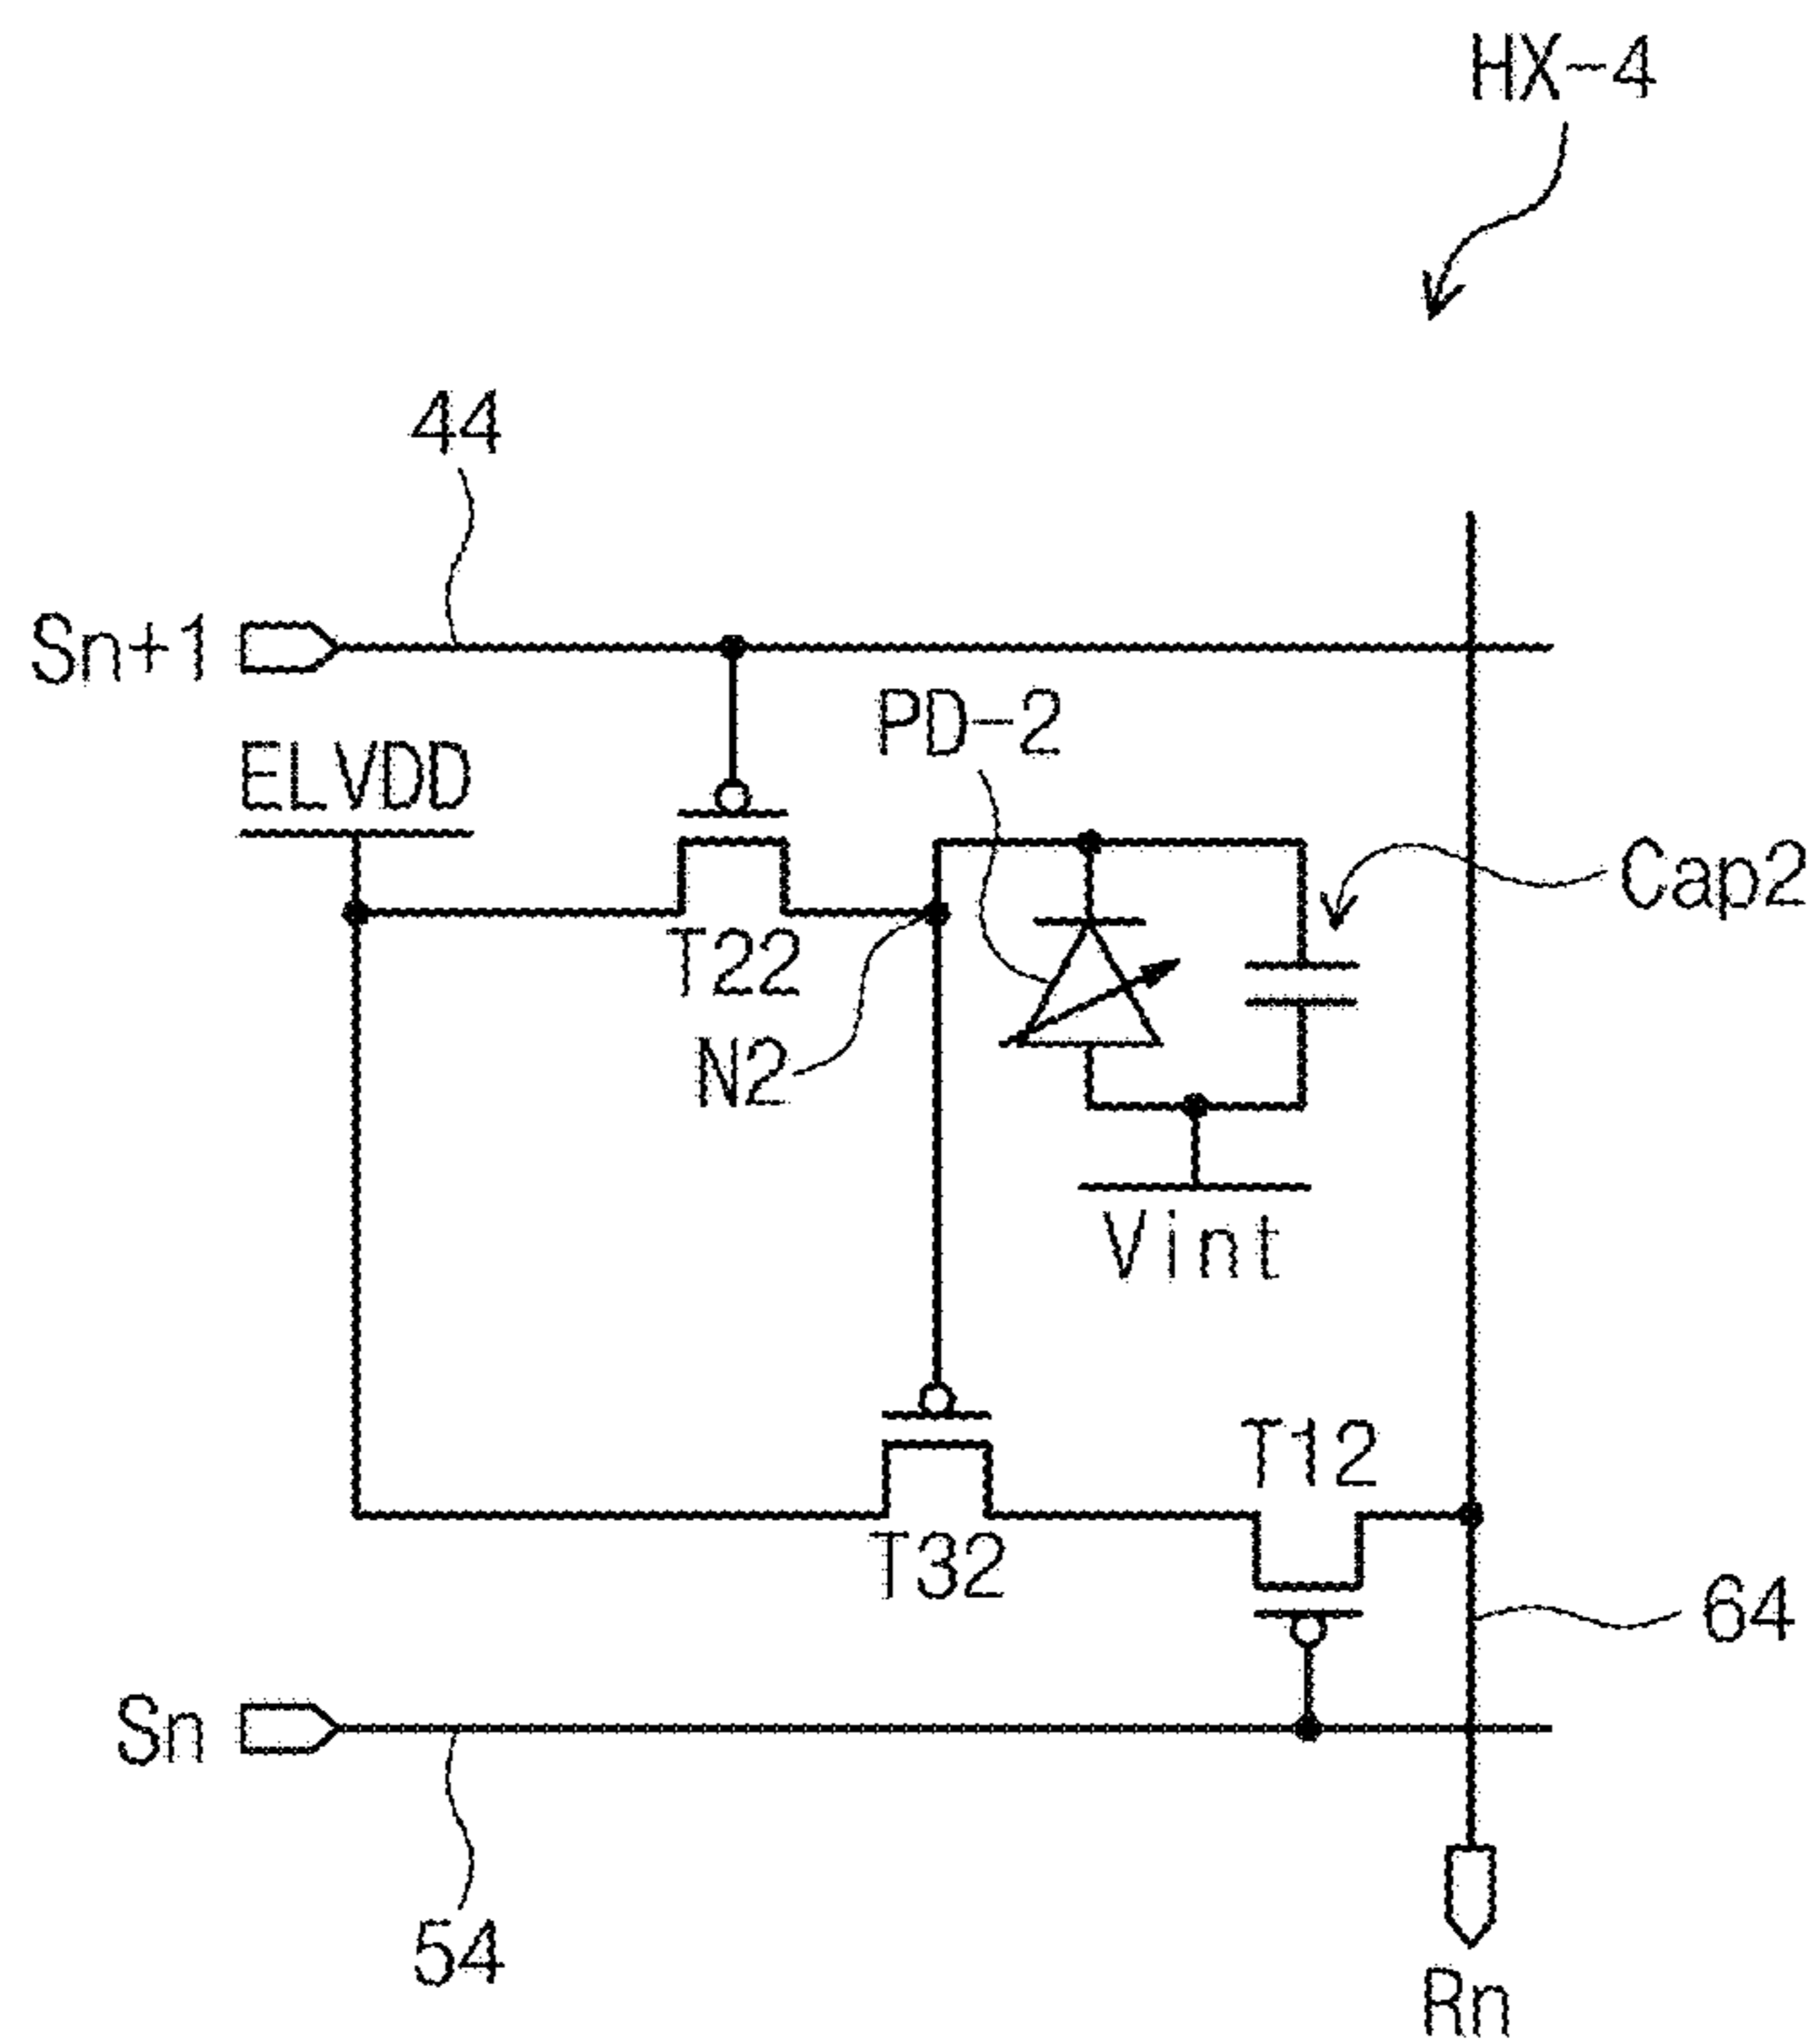 HX-4
44
Sn+1
PD-2
ELVDD
Cap2
T22
N2
Vint
T12
T32
64
Sn
54
Rn